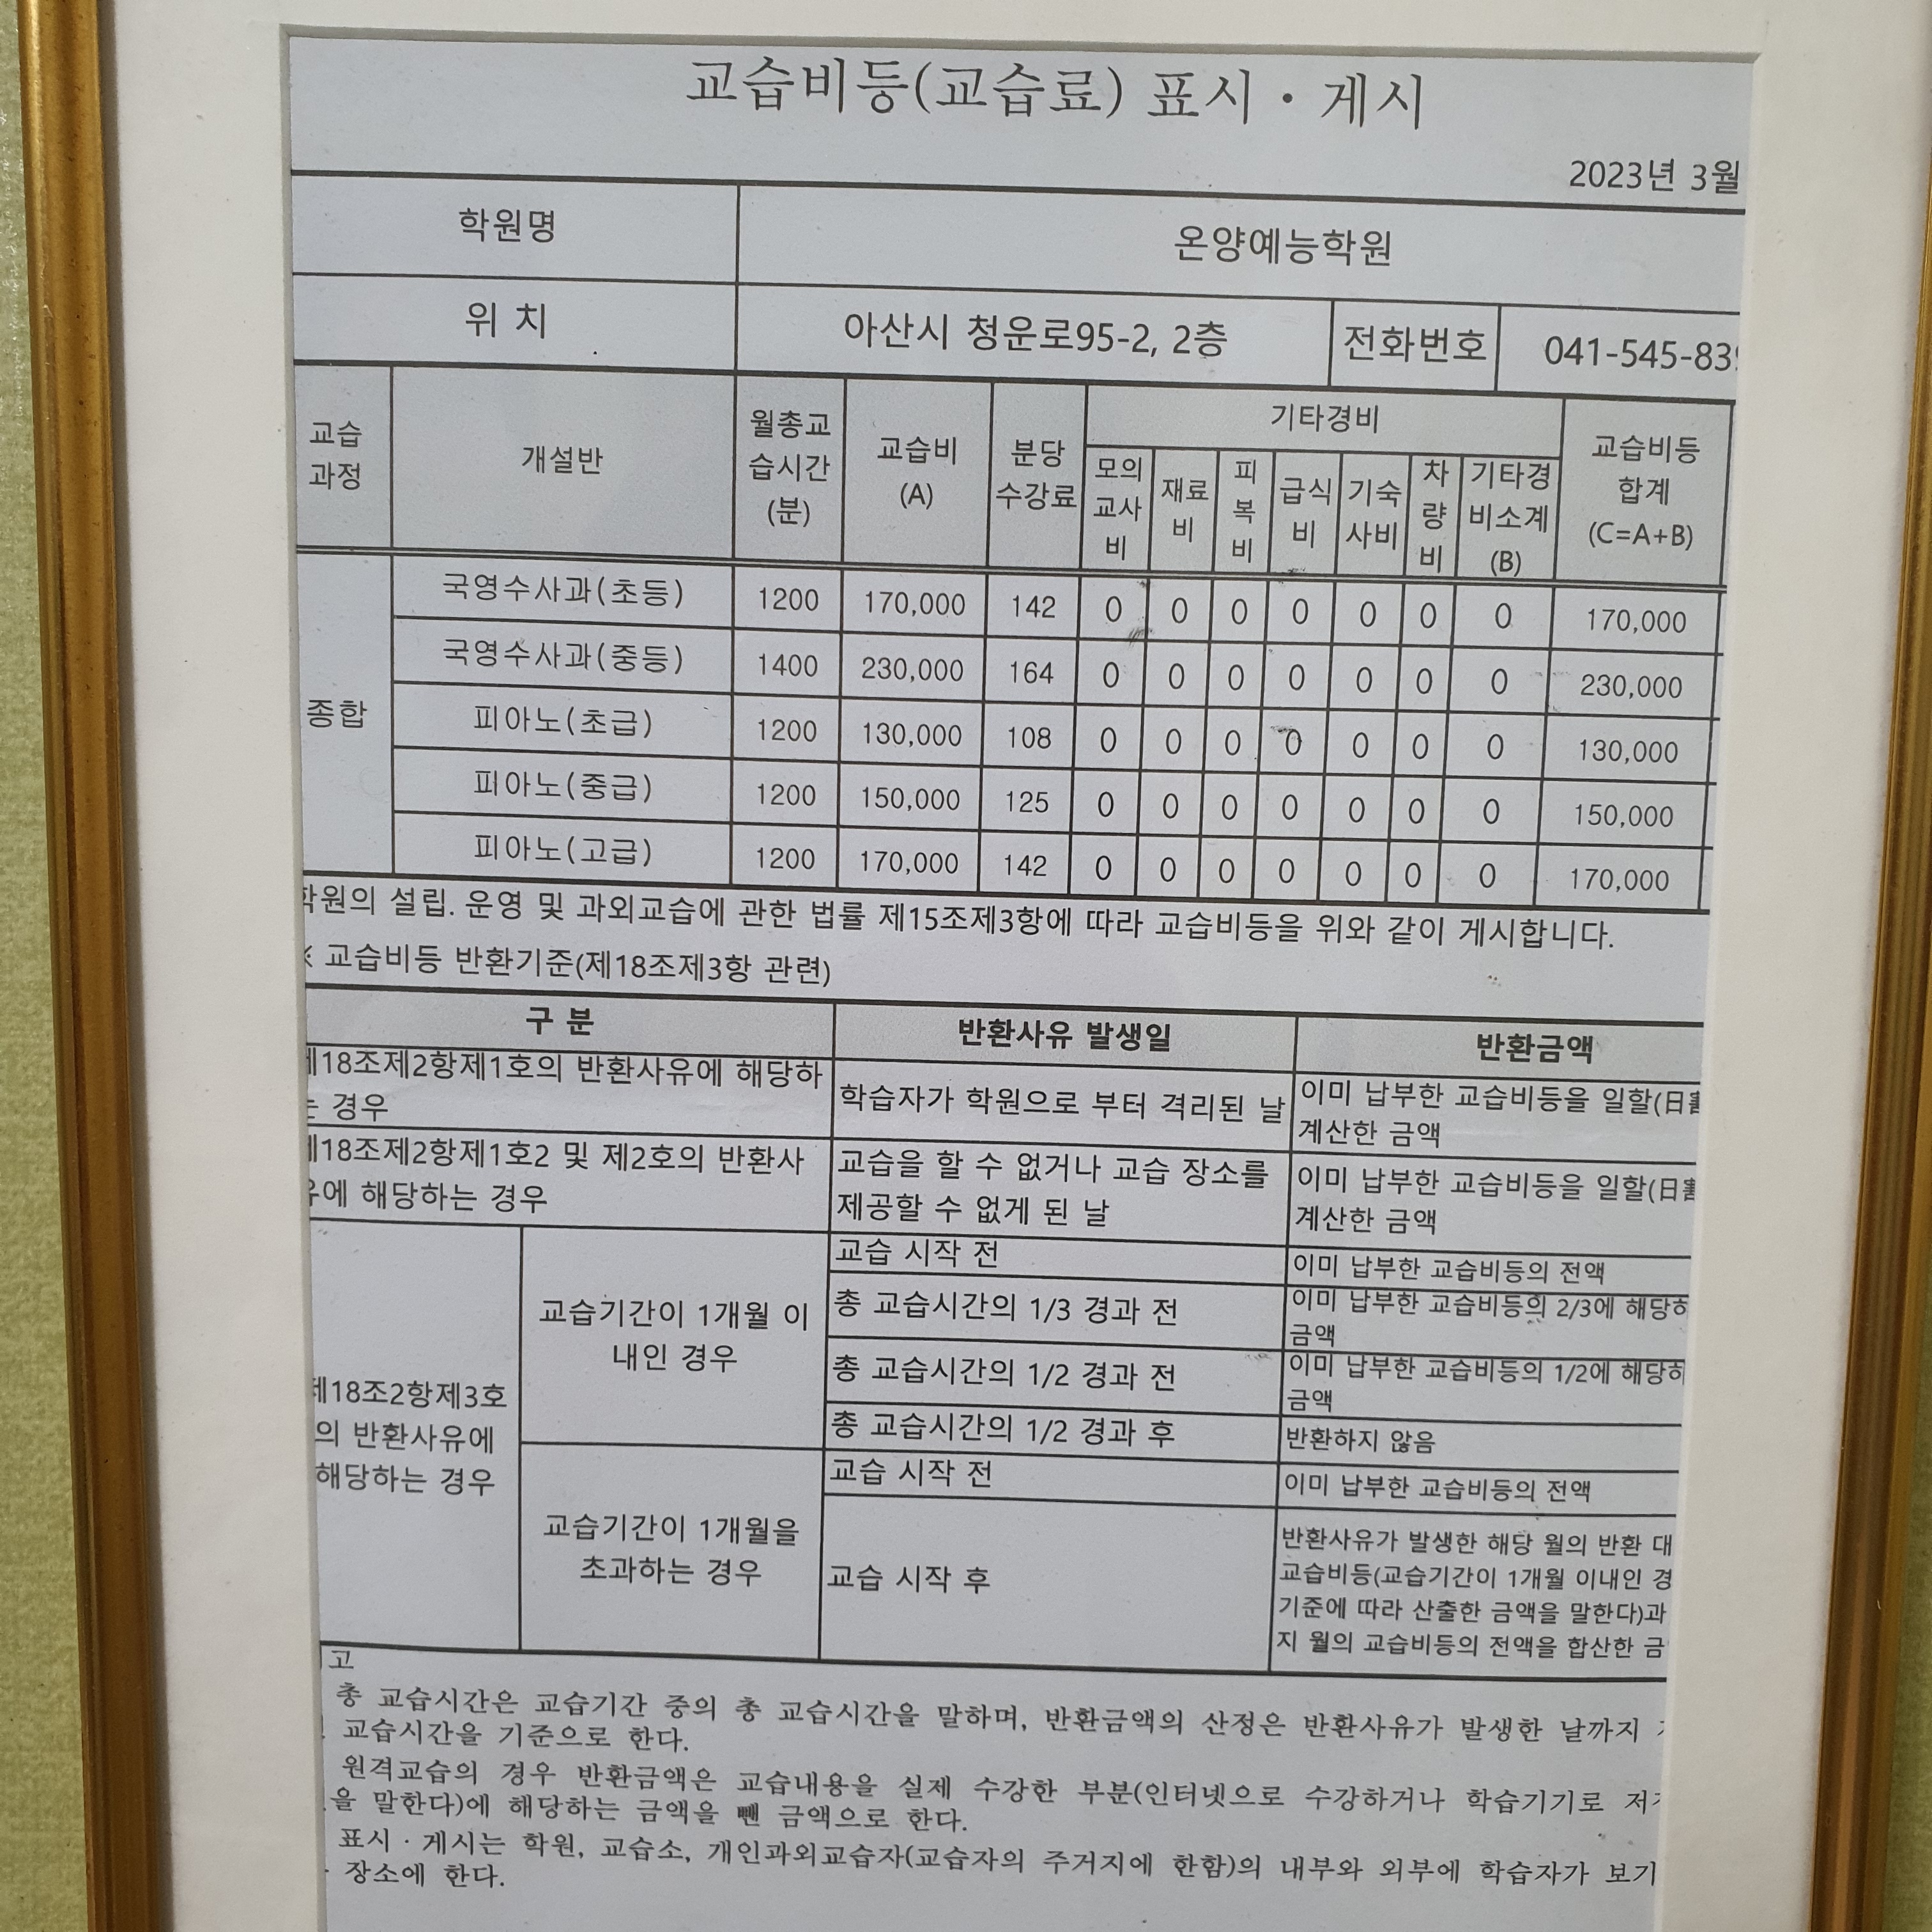 교습비등(교습료) 표시·게시
2023년 3월
학원명 온양예능학원
위 치 아산시 청운로95-2, 2층 전화번호 041-545-83
교습 과정 개설반 월총교습시간 (분) 교습비 (A) 분당 수강료 기타경비 교습비등 합계 (C=A+B)
모의교사비 재료비 피복비 급식비 기숙사비 차량비 기타경비소계 (B)
종합
국영수사과(초등) 1200 170,000 142 0 0 0 0 0 0 0 170,000
국영수사과(중등) 1400 230,000 164 0 0 0 0 0 0 0 230,000
피아노(초급) 1200 130,000 108 0 0 0 0 0 0 0 130,000
피아노(중급) 1200 150,000 125 0 0 0 0 0 0 0 150,000
피아노(고급) 1200 170,000 142 0 0 0 0 0 0 0 170,000
학원의 설립. 운영 및 과외교습에 관한 법률 제15조제3항에 따라 교습비등을 위와 같이 게시합니다.
※ 교습비등 반환기준(제18조제3항 관련)
구 분 반환사유 발생일 반환금액
제18조제2항제1호의 반환사유에 해당하
는 경우
학습자가 학원으로 부터 격리된 날
이미 납부한 교습비등을 일할(日割
계산한 금액
제18조제2항제1호2 및 제2호의 반환사
유에 해당하는 경우
교습을 할 수 없거나 교습 장소를
제공할 수 없게 된 날
이미 납부한 교습비등을 일할(日割
계산한 금액
제18조2항제3호
의 반환사유에
해당하는 경우
교습기간이 1개월 이
내인 경우
교습 시작 전 이미 납부한 교습비등의 전액
총 교습시간의 1/3 경과 전 이미 납부한 교습비등의 2/3에 해당하
금액
총 교습시간의 1/2 경과 전 이미 납부한 교습비등의 1/2에 해당하
금액
총 교습시간의 1/2 경과 후 반환하지 않음
교습기간이 1개월을
초과하는 경우
교습 시작 전 이미 납부한 교습비등의 전액
교습 시작 후
반환사유가 발생한 해당 월의 반환 대
교습비등(교습기간이 1개월 이내인 경
기준에 따라 산출한 금액을 말한다)과
지 월의 교습비등의 전액을 합산한 금
고
총 교습시간은 교습기간 중의 총 교습시간을 말하며, 반환금액의 산정은 반환사유가 발생한 날까지
교습시간을 기준으로 한다.
원격교습의 경우 반환금액은 교습내용을 실제 수강한 부분(인터넷으로 수강하거나 학습기기로 저
을 말한다)에 해당하는 금액을 뺀 금액으로 한다.
표시·게시는 학원, 교습소, 개인과외교습자(교습자의 주거지에 한함)의 내부와 외부에 학습자가 보기
장소에 한다.